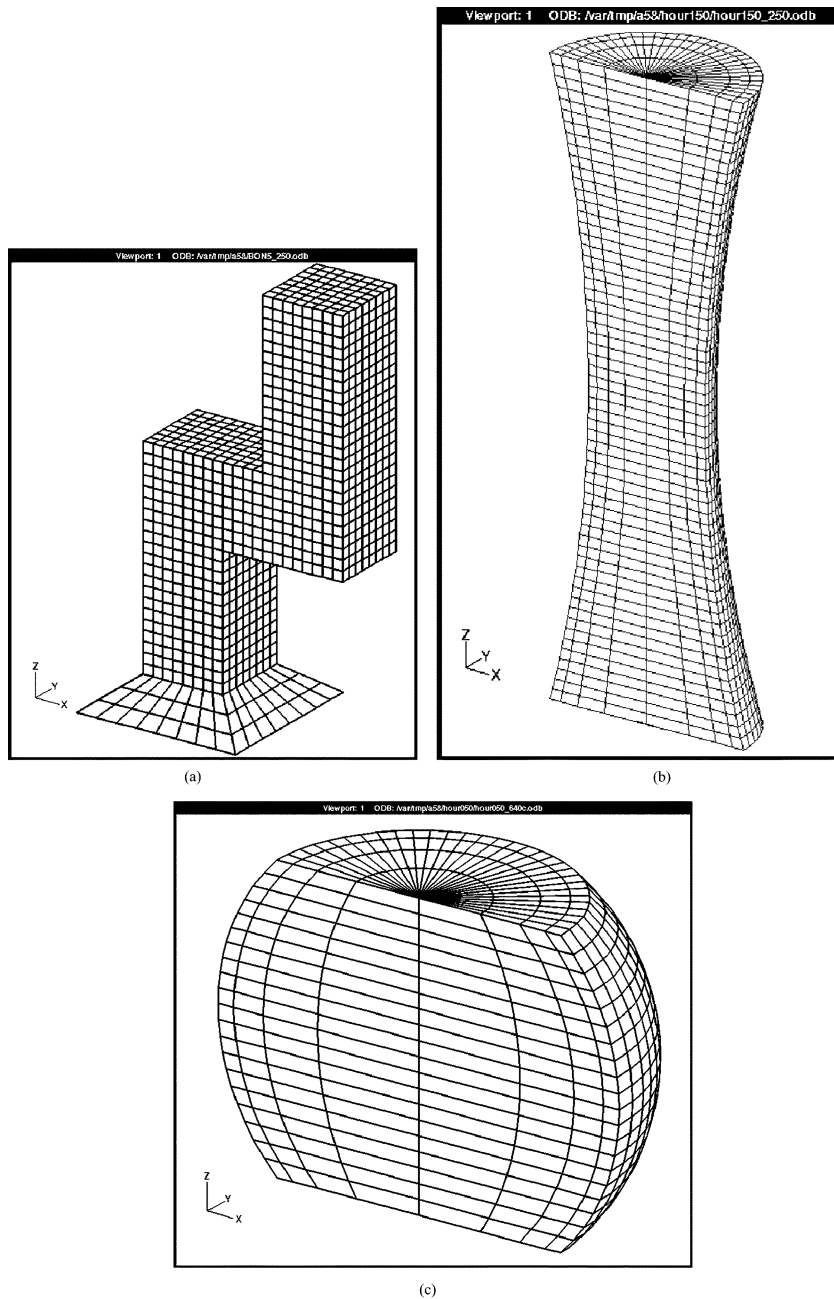 Viewport: 1 ODB: /var/tmp/a58/hour150/hour150_250.odb
Viewport: 1 ODB: /var/tmp/a58/BON5_250.odb
Z
Y
X
Z
Y
X
(a)
(b)
Viewport: 1 ODB: /var/tmp/a58/hour050/hour050_640c.odb
Z
Y
X
(c)